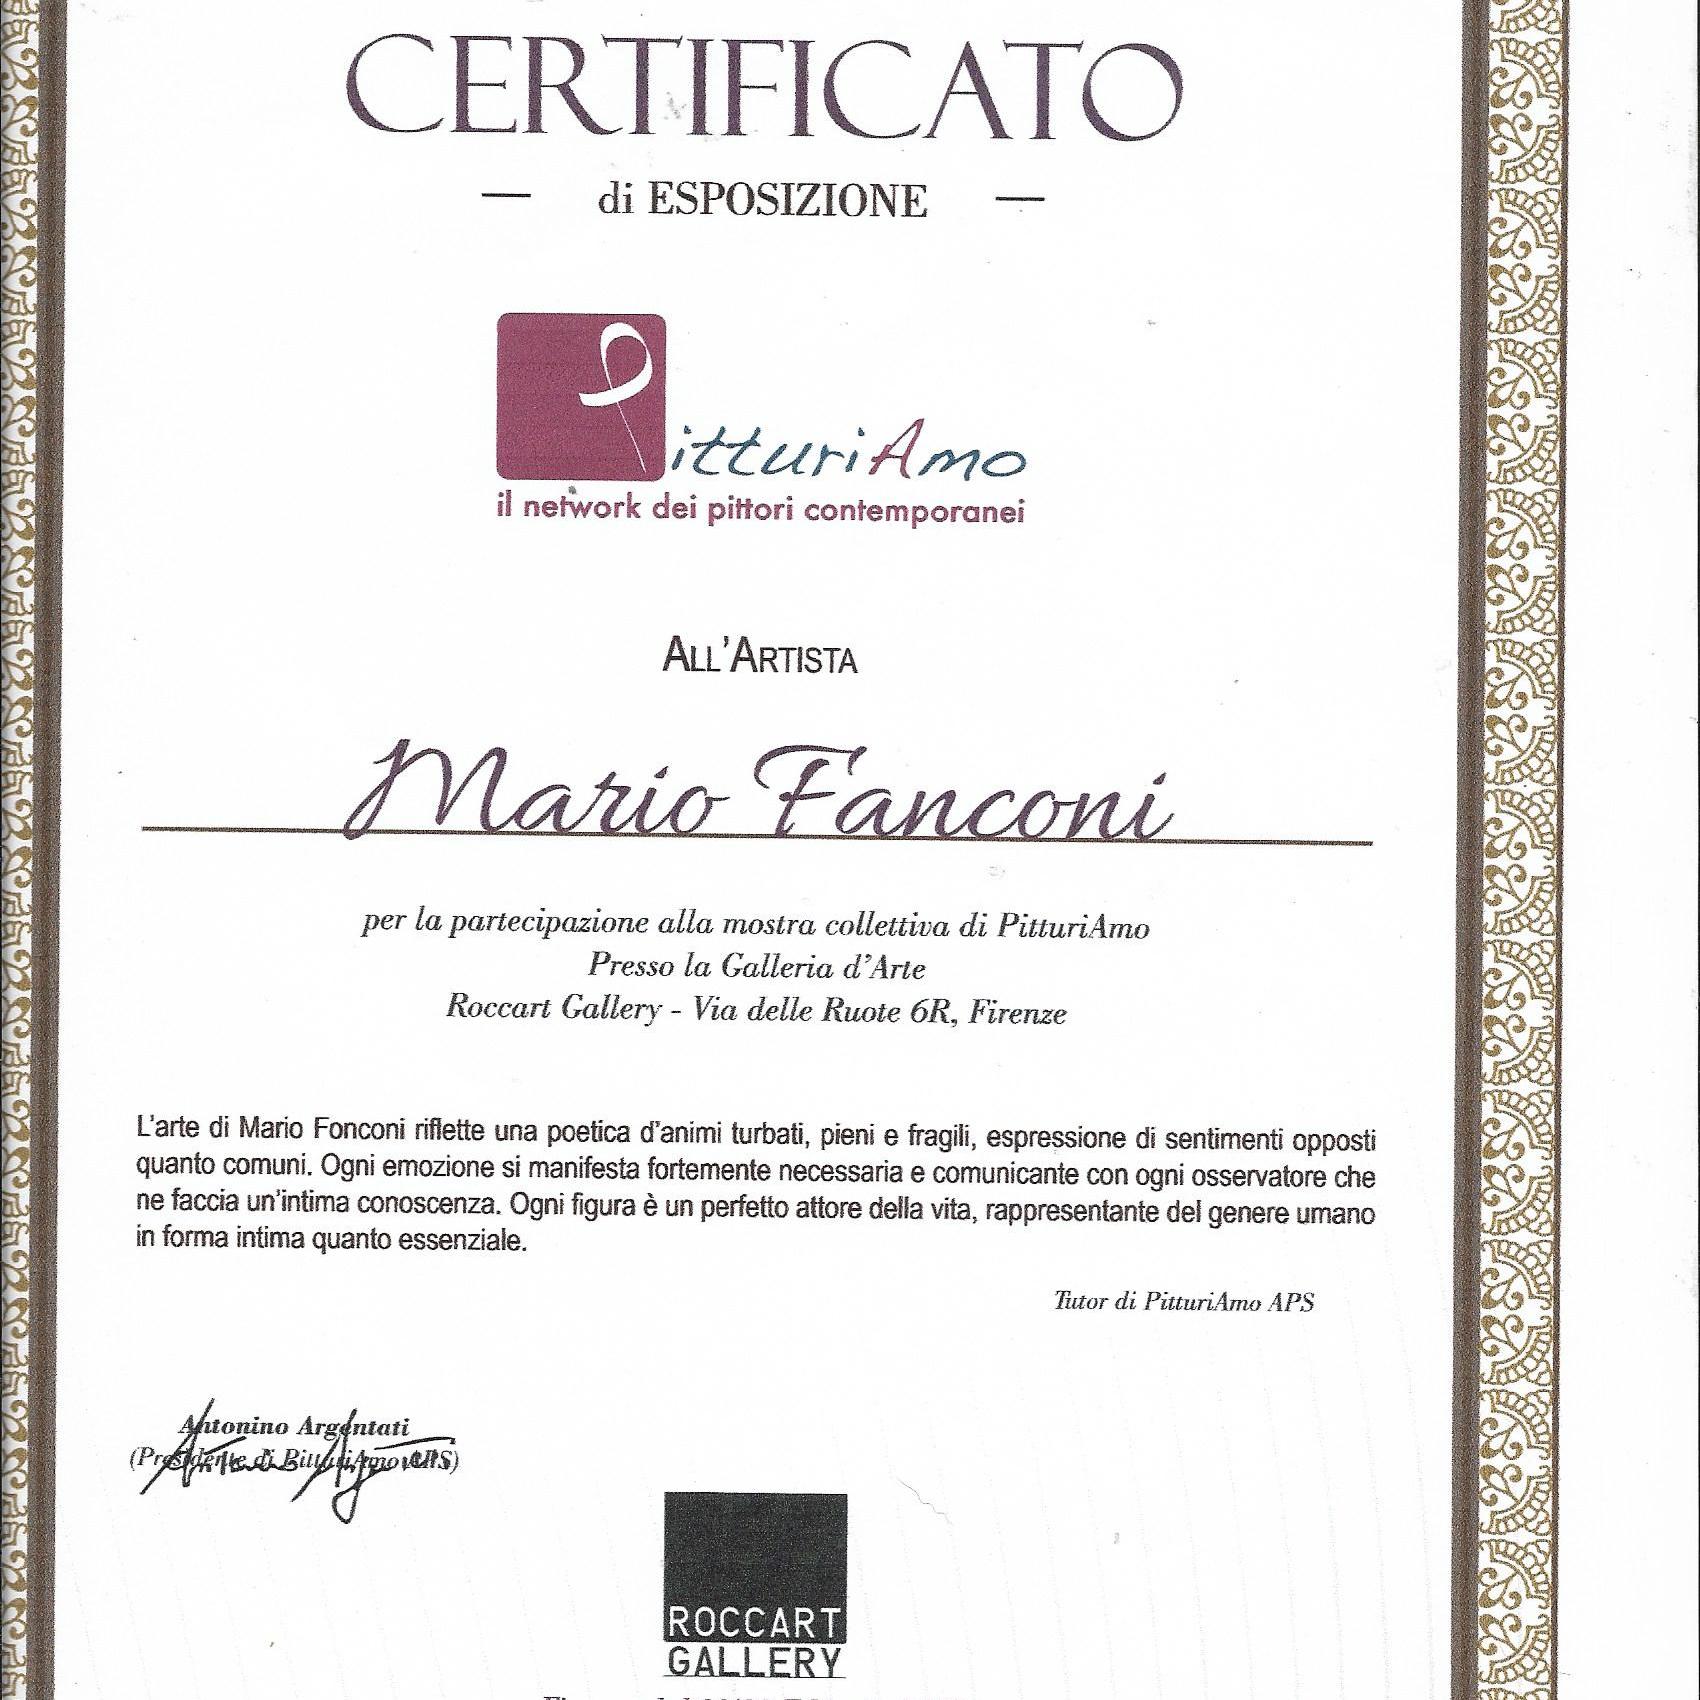 CERTIFICATO
— di ESPOSIZIONE —
PitturiAmo
il network dei pittori contemporanei
ALL'ARTISTA
Mario Fanconi
per la partecipazione alla mostra collettiva di PitturiAmo
Presso la Galleria d'Arte
Roccart Gallery - Via delle Ruote 6R, Firenze
L'arte di Mario Fonconi riflette una poetica d'animi turbati, pieni e fragili, espressione di sentimenti opposti
quanto comuni. Ogni emozione si manifesta fortemente necessaria e comunicante con ogni osservatore che
ne faccia un'intima conoscenza. Ogni figura è un perfetto attore della vita, rappresentante del genere umano
in forma intima quanto essenziale.
Tutor di PitturiAmo APS
Antonino Argentati
(Presidente di PitturiAmo APS)
ROCCART
GALLERY